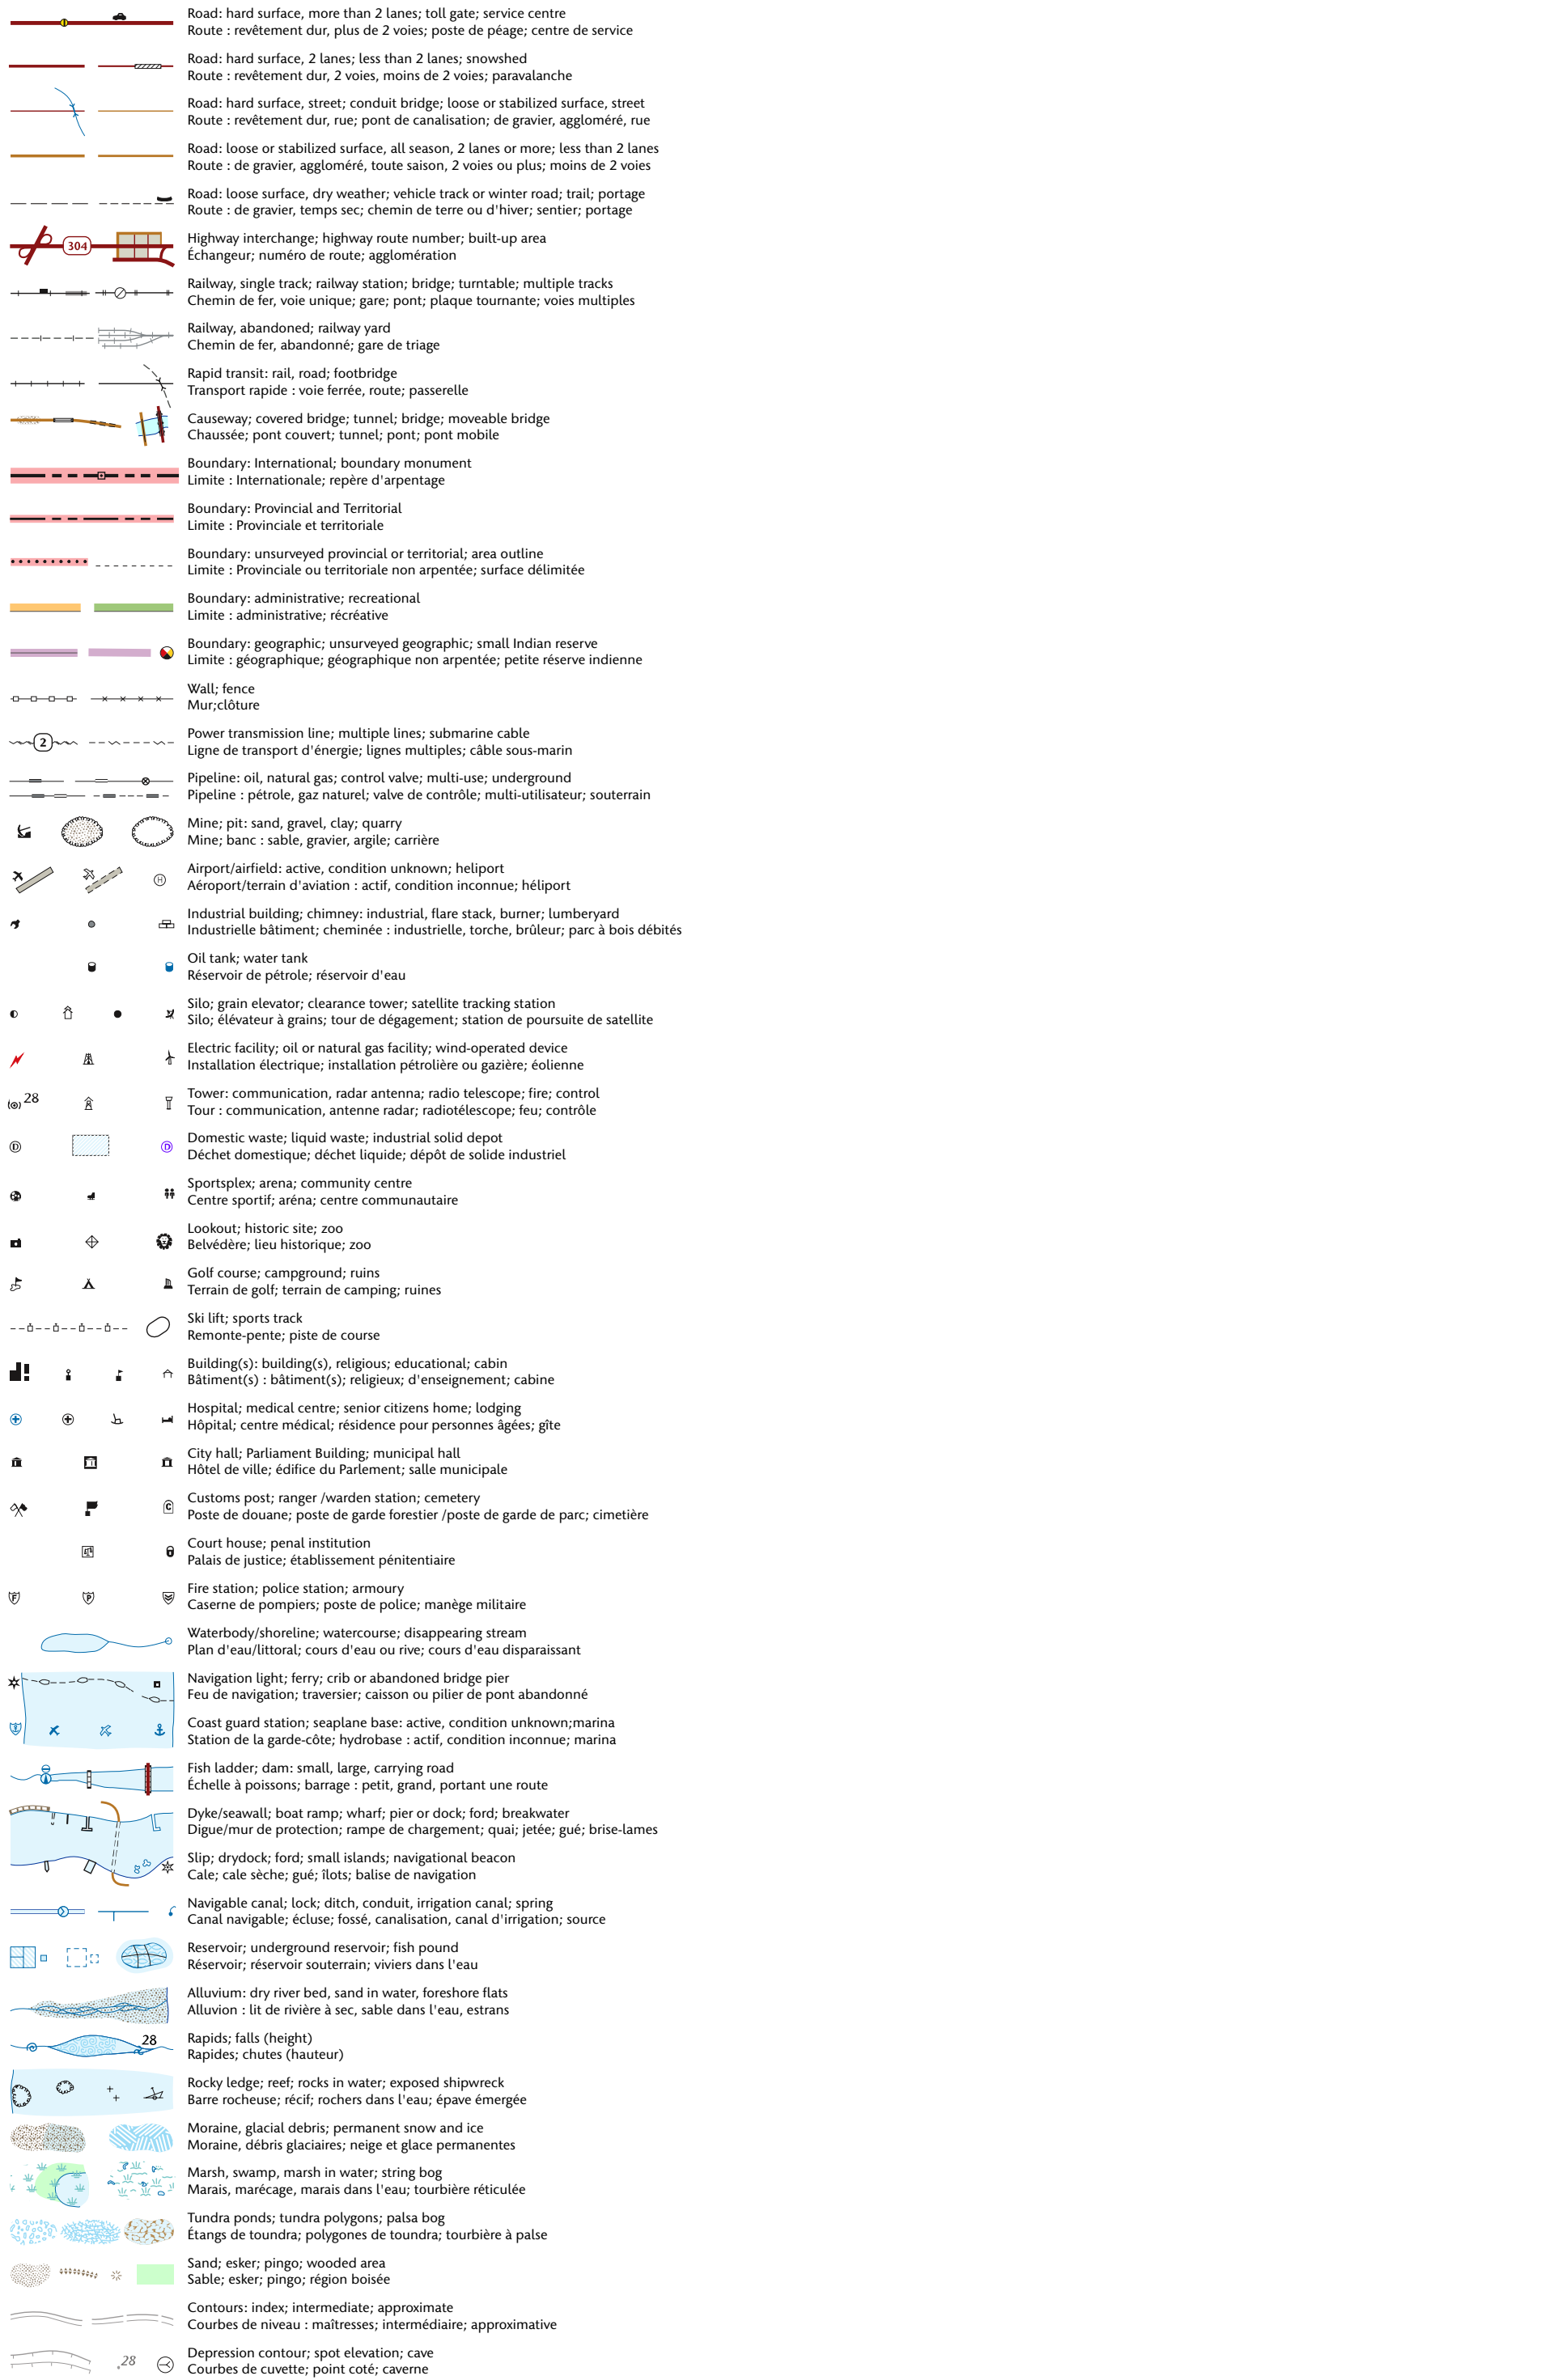 Road: hard surface, more than 2 lanes; toll gate; service centre
Route : revêtement dur, plus de 2 voies; poste de péage; centre de service
Road: hard surface, 2 lanes; less than 2 lanes; snowshed
Route : revêtement dur, 2 voies, moins de 2 voies; paravalanche
Road: hard surface, street; conduit bridge; loose or stabilized surface, street
Route : revêtement dur, rue; pont de canalisation; de gravier, aggloméré, rue
Road: loose or stabilized surface, all season, 2 lanes or more; less than 2 lanes
Route : de gravier, aggloméré, toute saison, 2 voies ou plus; moins de 2 voies
Road: loose surface, dry weather; vehicle track or winter road; trail; portage
Route : de gravier, temps sec; chemin de terre ou d'hiver; sentier; portage
304
Highway interchange; highway route number; built-up area
Échangeur; numéro de route; agglomération
Railway, single track; railway station; bridge; turntable; multiple tracks
Chemin de fer, voie unique; gare; pont; plaque tournante; voies multiples
Railway, abandoned; railway yard
Chemin de fer, abandonné; gare de triage
Rapid transit: rail, road; footbridge
Transport rapide : voie ferrée, route; passerelle
Causeway; covered bridge; tunnel; bridge; moveable bridge
Chaussée; pont couvert; tunnel; pont; pont mobile
Boundary: International; boundary monument
Limite : Internationale; repère d'arpentage
Boundary: Provincial and Territorial
Limite : Provinciale et territoriale
Boundary: unsurveyed provincial or territorial; area outline
Limite : Provinciale ou territoriale non arpentée; surface délimitée
Boundary: administrative; recreational
Limite : administrative; récréative
Boundary: geographic; unsurveyed geographic; small Indian reserve
Limite : géographique; géographique non arpentée; petite réserve indienne
Wall; fence
Mur;clôture
2
Power transmission line; multiple lines; submarine cable
Ligne de transport d'énergie; lignes multiples; câble sous-marin
Pipeline: oil, natural gas; control valve; multi-use; underground
Pipeline : pétrole, gaz naturel; valve de contrôle; multi-utilisateur; souterrain
Mine; pit: sand, gravel, clay; quarry
Mine; banc : sable, gravier, argile; carrière
H
Airport/airfield: active, condition unknown; heliport
Aéroport/terrain d'aviation : actif, condition inconnue; héliport
Industrial building; chimney: industrial, flare stack, burner; lumberyard
Industrielle bâtiment; cheminée : industrielle, torche, brûleur; parc à bois débités
Oil tank; water tank
Réservoir de pétrole; réservoir d'eau
Silo; grain elevator; clearance tower; satellite tracking station
Silo; élévateur à grains; tour de dégagement; station de poursuite de satellite
Electric facility; oil or natural gas facility; wind-operated device
Installation électrique; installation pétrolière ou gazière; éolienne
28
Tower: communication, radar antenna; radio telescope; fire; control
Tour : communication, antenne radar; radiotélescope; feu; contrôle
D D
Domestic waste; liquid waste; industrial solid depot
Déchet domestique; déchet liquide; dépôt de solide industriel
Sportsplex; arena; community centre
Centre sportif; aréna; centre communautaire
Lookout; historic site; zoo
Belvédère; lieu historique; zoo
Golf course; campground; ruins
Terrain de golf; terrain de camping; ruines
Ski lift; sports track
Remonte-pente; piste de course
Building(s): building(s), religious; educational; cabin
Bâtiment(s) : bâtiment(s); religieux; d'enseignement; cabine
Hospital; medical centre; senior citizens home; lodging
Hôpital; centre médical; résidence pour personnes âgées; gîte
City hall; Parliament Building; municipal hall
Hôtel de ville; édifice du Parlement; salle municipale
C
Customs post; ranger /warden station; cemetery
Poste de douane; poste de garde forestier /poste de garde de parc; cimetière
Court house; penal institution
Palais de justice; établissement pénitentiaire
F P
Fire station; police station; armoury
Caserne de pompiers; poste de police; manège militaire
Waterbody/shoreline; watercourse; disappearing stream
Plan d'eau/littoral; cours d'eau ou rive; cours d'eau disparaissant
Navigation light; ferry; crib or abandoned bridge pier
Feu de navigation; traversier; caisson ou pilier de pont abandonné
Coast guard station; seaplane base: active, condition unknown;marina
Station de la garde-côte; hydrobase : actif, condition inconnue; marina
Fish ladder; dam: small, large, carrying road
Échelle à poissons; barrage : petit, grand, portant une route
Dyke/seawall; boat ramp; wharf; pier or dock; ford; breakwater
Digue/mur de protection; rampe de chargement; quai; jetée; gué; brise-lames
Slip; drydock; ford; small islands; navigational beacon
Cale; cale sèche; gué; îlots; balise de navigation
Navigable canal; lock; ditch, conduit, irrigation canal; spring
Canal navigable; écluse; fossé, canalisation, canal d'irrigation; source
Reservoir; underground reservoir; fish pound
Réservoir; réservoir souterrain; viviers dans l'eau
Alluvium: dry river bed, sand in water, foreshore flats
Alluvion : lit de rivière à sec, sable dans l'eau, estrans
28
Rapids; falls (height)
Rapides; chutes (hauteur)
Rocky ledge; reef; rocks in water; exposed shipwreck
Barre rocheuse; récif; rochers dans l'eau; épave émergée
Moraine, glacial debris; permanent snow and ice
Moraine, débris glaciaires; neige et glace permanentes
Marsh, swamp, marsh in water; string bog
Marais, marécage, marais dans l'eau; tourbière réticulée
Tundra ponds; tundra polygons; palsa bog
Étangs de toundra; polygones de toundra; tourbière à palse
Sand; esker; pingo; wooded area
Sable; esker; pingo; région boisée
Contours: index; intermediate; approximate
Courbes de niveau : maîtresses; intermédiaire; approximative
.28
Depression contour; spot elevation; cave
Courbes de cuvette; point coté; caverne